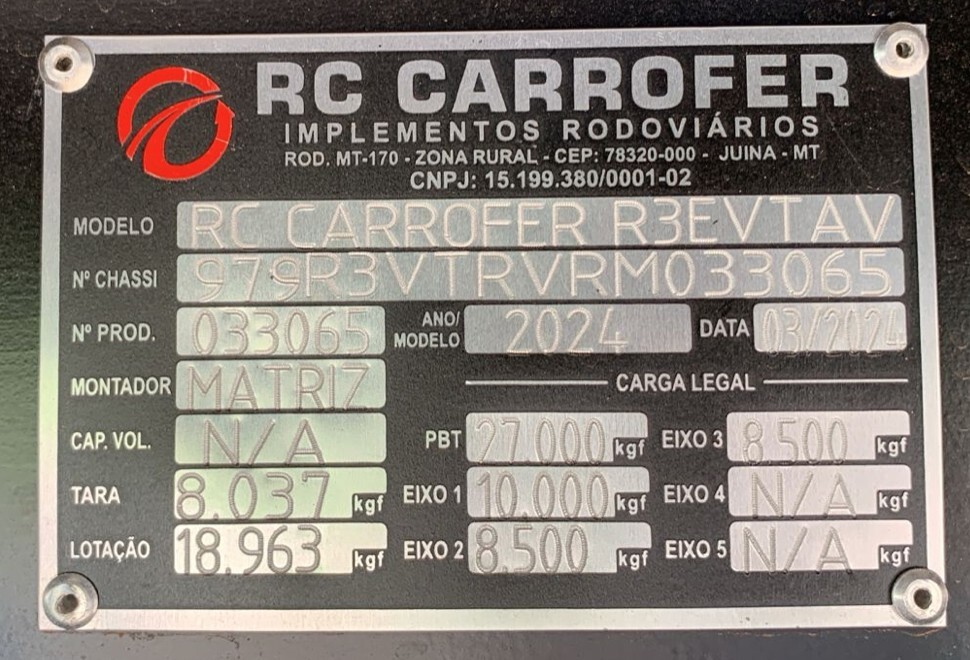 RC CARROFER
IMPLEMENTOS RODOVIÁRIOS
ROD. MT-170 - ZONA RURAL - CEP: 78320-000 - JUINA - MT
CNPJ: 15.199.380/0001-02
MODELO RC CARROFER R3EVTAV
Nº CHASSI 979R3VTRVRM033065
Nº PROD. 033065 ANO/MODELO 2024 DATA 03/2024
MONTADOR MATRIZ CARGA LEGAL
CAP. VOL. N/A PBT 27.000 kgf EIXO 3 8.500 kgf
TARA 8.037 kgf EIXO 1 10.000 kgf EIXO 4 N/A kgf
LOTAÇÃO 18.963 kgf EIXO 2 8.500 kgf EIXO 5 N/A kgf